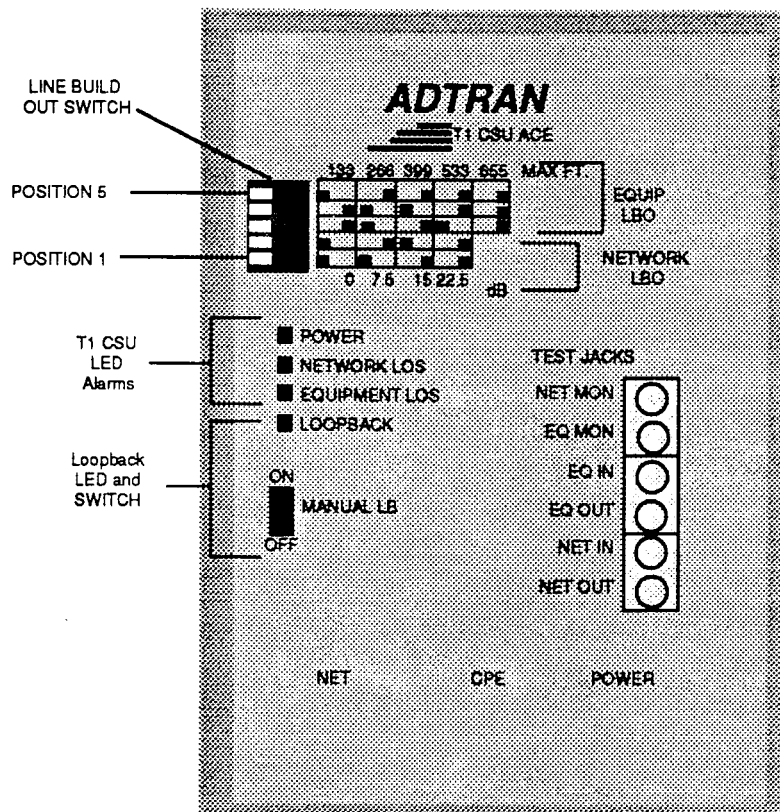 LINE BUILD
OUT SWITCH
ADTRAN
T1 CSU ACE
133 266 399 533 655 MAX FT.
POSITION 5
EQUIP
LBO
POSITION 1
NETWORK
LBO
0 7.5 15 22.5 dB
T1 CSU
LED
Alarms
POWER
NETWORK LOS
EQUIPMENT LOS
LOOPBACK
Loopback
LED and
SWITCH
ON
MANUAL LB
OFF
TEST JACKS
NET MON
EQ MON
EQ IN
EQ OUT
NET IN
NET OUT
NET CPE POWER